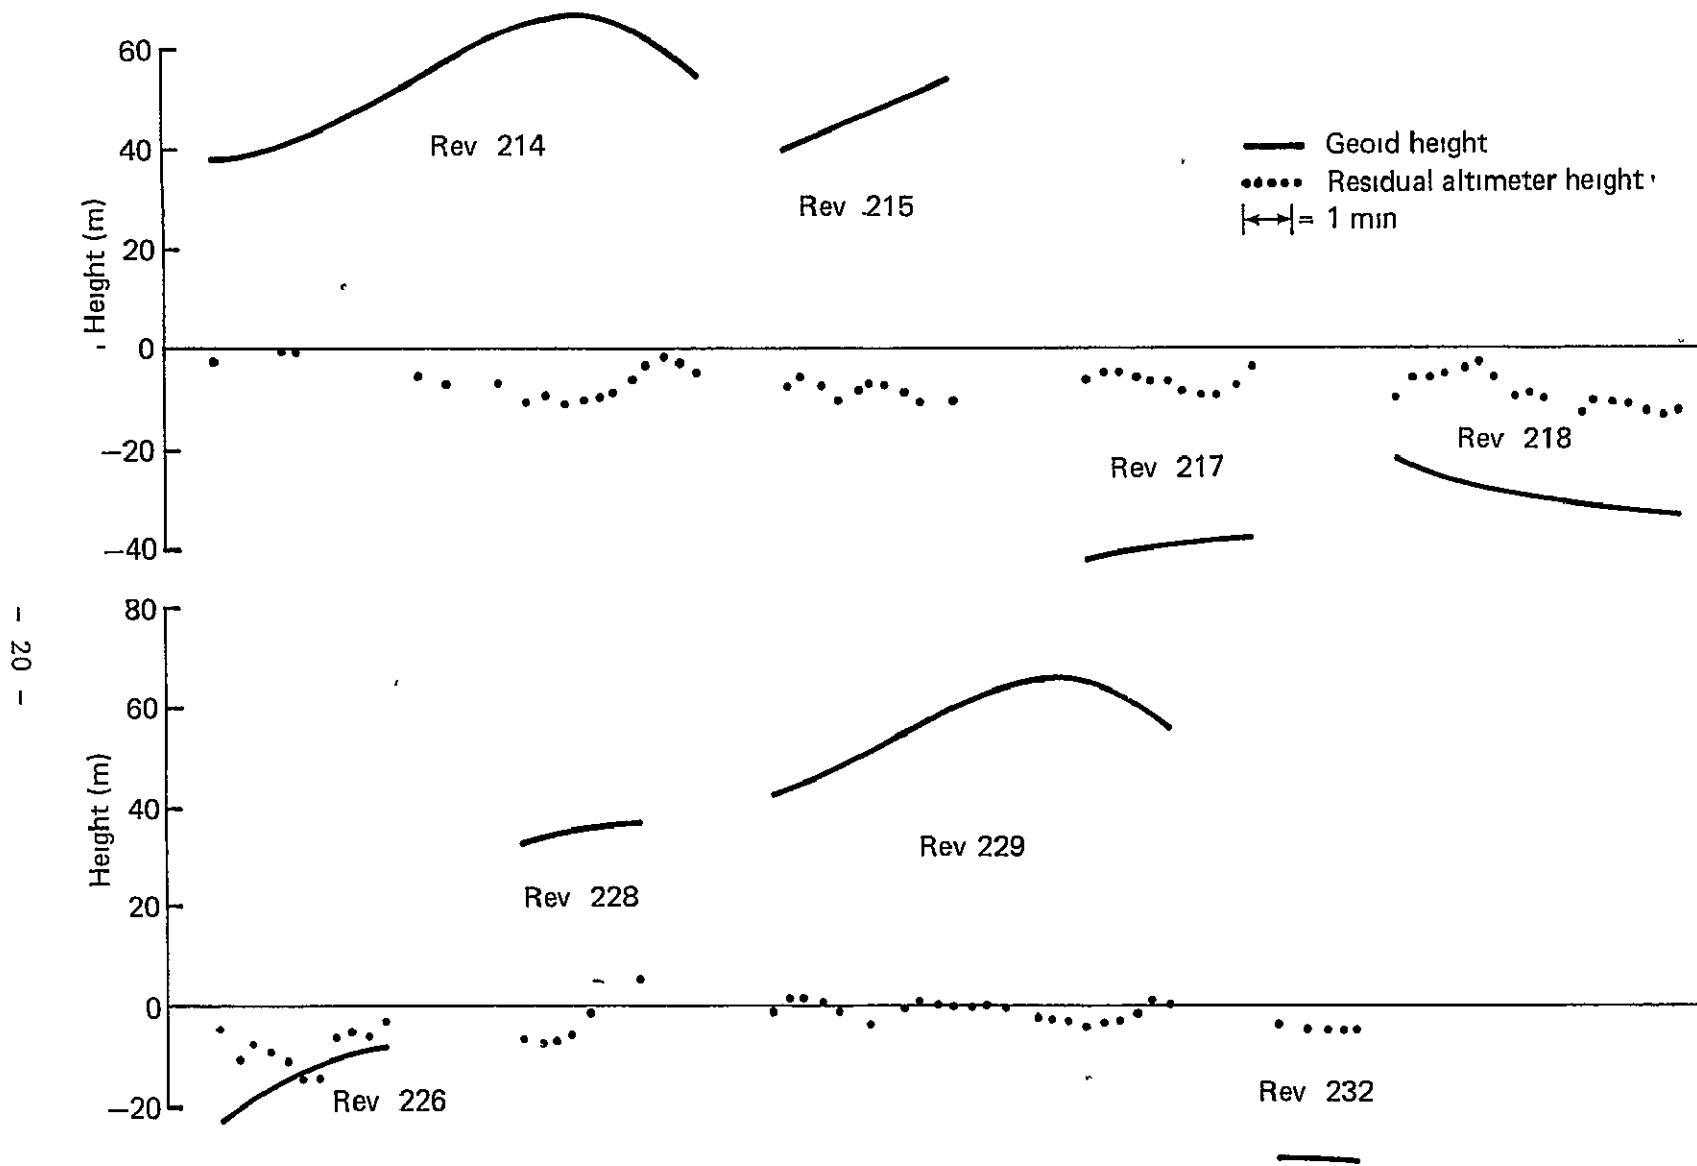 60
40
20
0
−20
−40
Height (m)
Rev 214
Rev 215
Geoid height
Residual altimeter height
= 1 min
Rev 217
Rev 218
80
60
40
20
0
−20
Height (m)
Rev 226
Rev 228
Rev 229
Rev 232
− 20 −